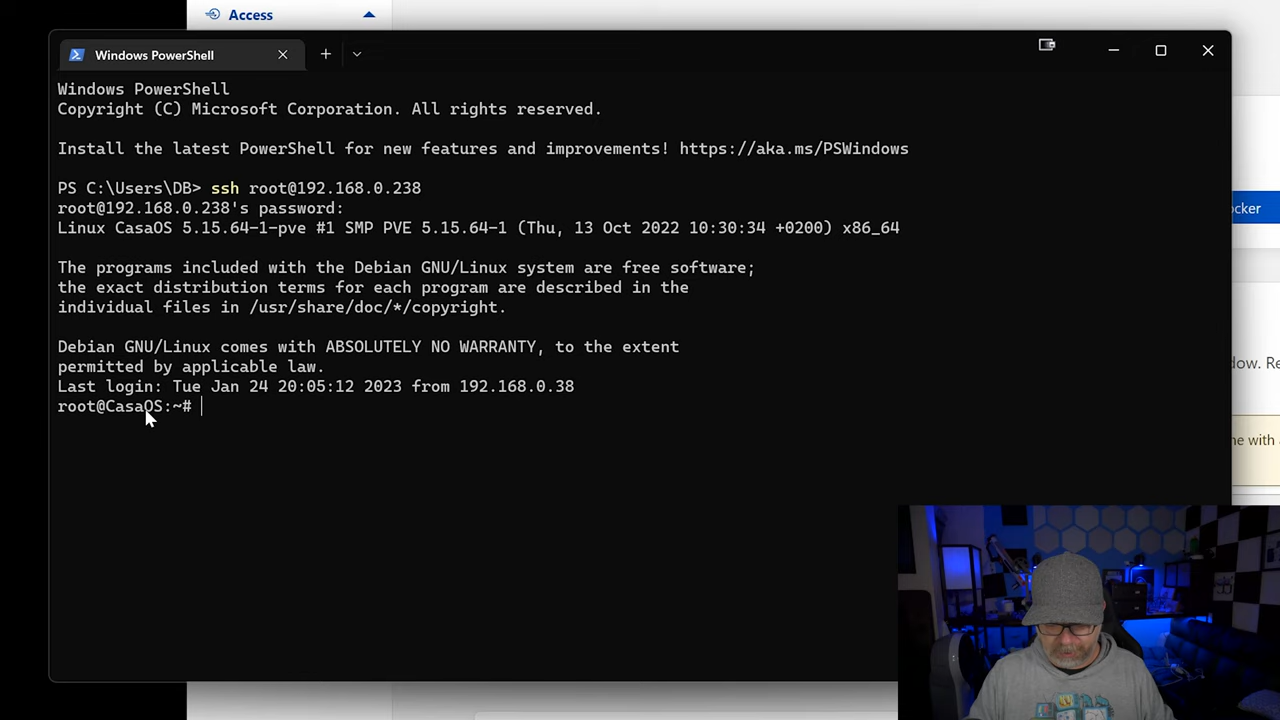 Access
Windows PowerShell
Windows PowerShell
Copyright (C) Microsoft Corporation. All rights reserved.
Install the latest PowerShell for new features and improvements! https://aka.ms/PSWindows
PS C:\Users\DB> ssh root@192.168.0.238
root@192.168.0.238's password:
Linux CasaOS 5.15.64-1-pve #1 SMP PVE 5.15.64-1 (Thu, 13 Oct 2022 10:30:34 +0200) x86_64
The programs included with the Debian GNU/Linux system are free software;
the exact distribution terms for each program are described in the
individual files in /usr/share/doc/*/copyright.
Debian GNU/Linux comes with ABSOLUTELY NO WARRANTY, to the extent
permitted by applicable law.
Last login: Tue Jan 24 20:05:12 2023 from 192.168.0.38
root@CasaOS:~#
ocker
dow. Re
ne with a